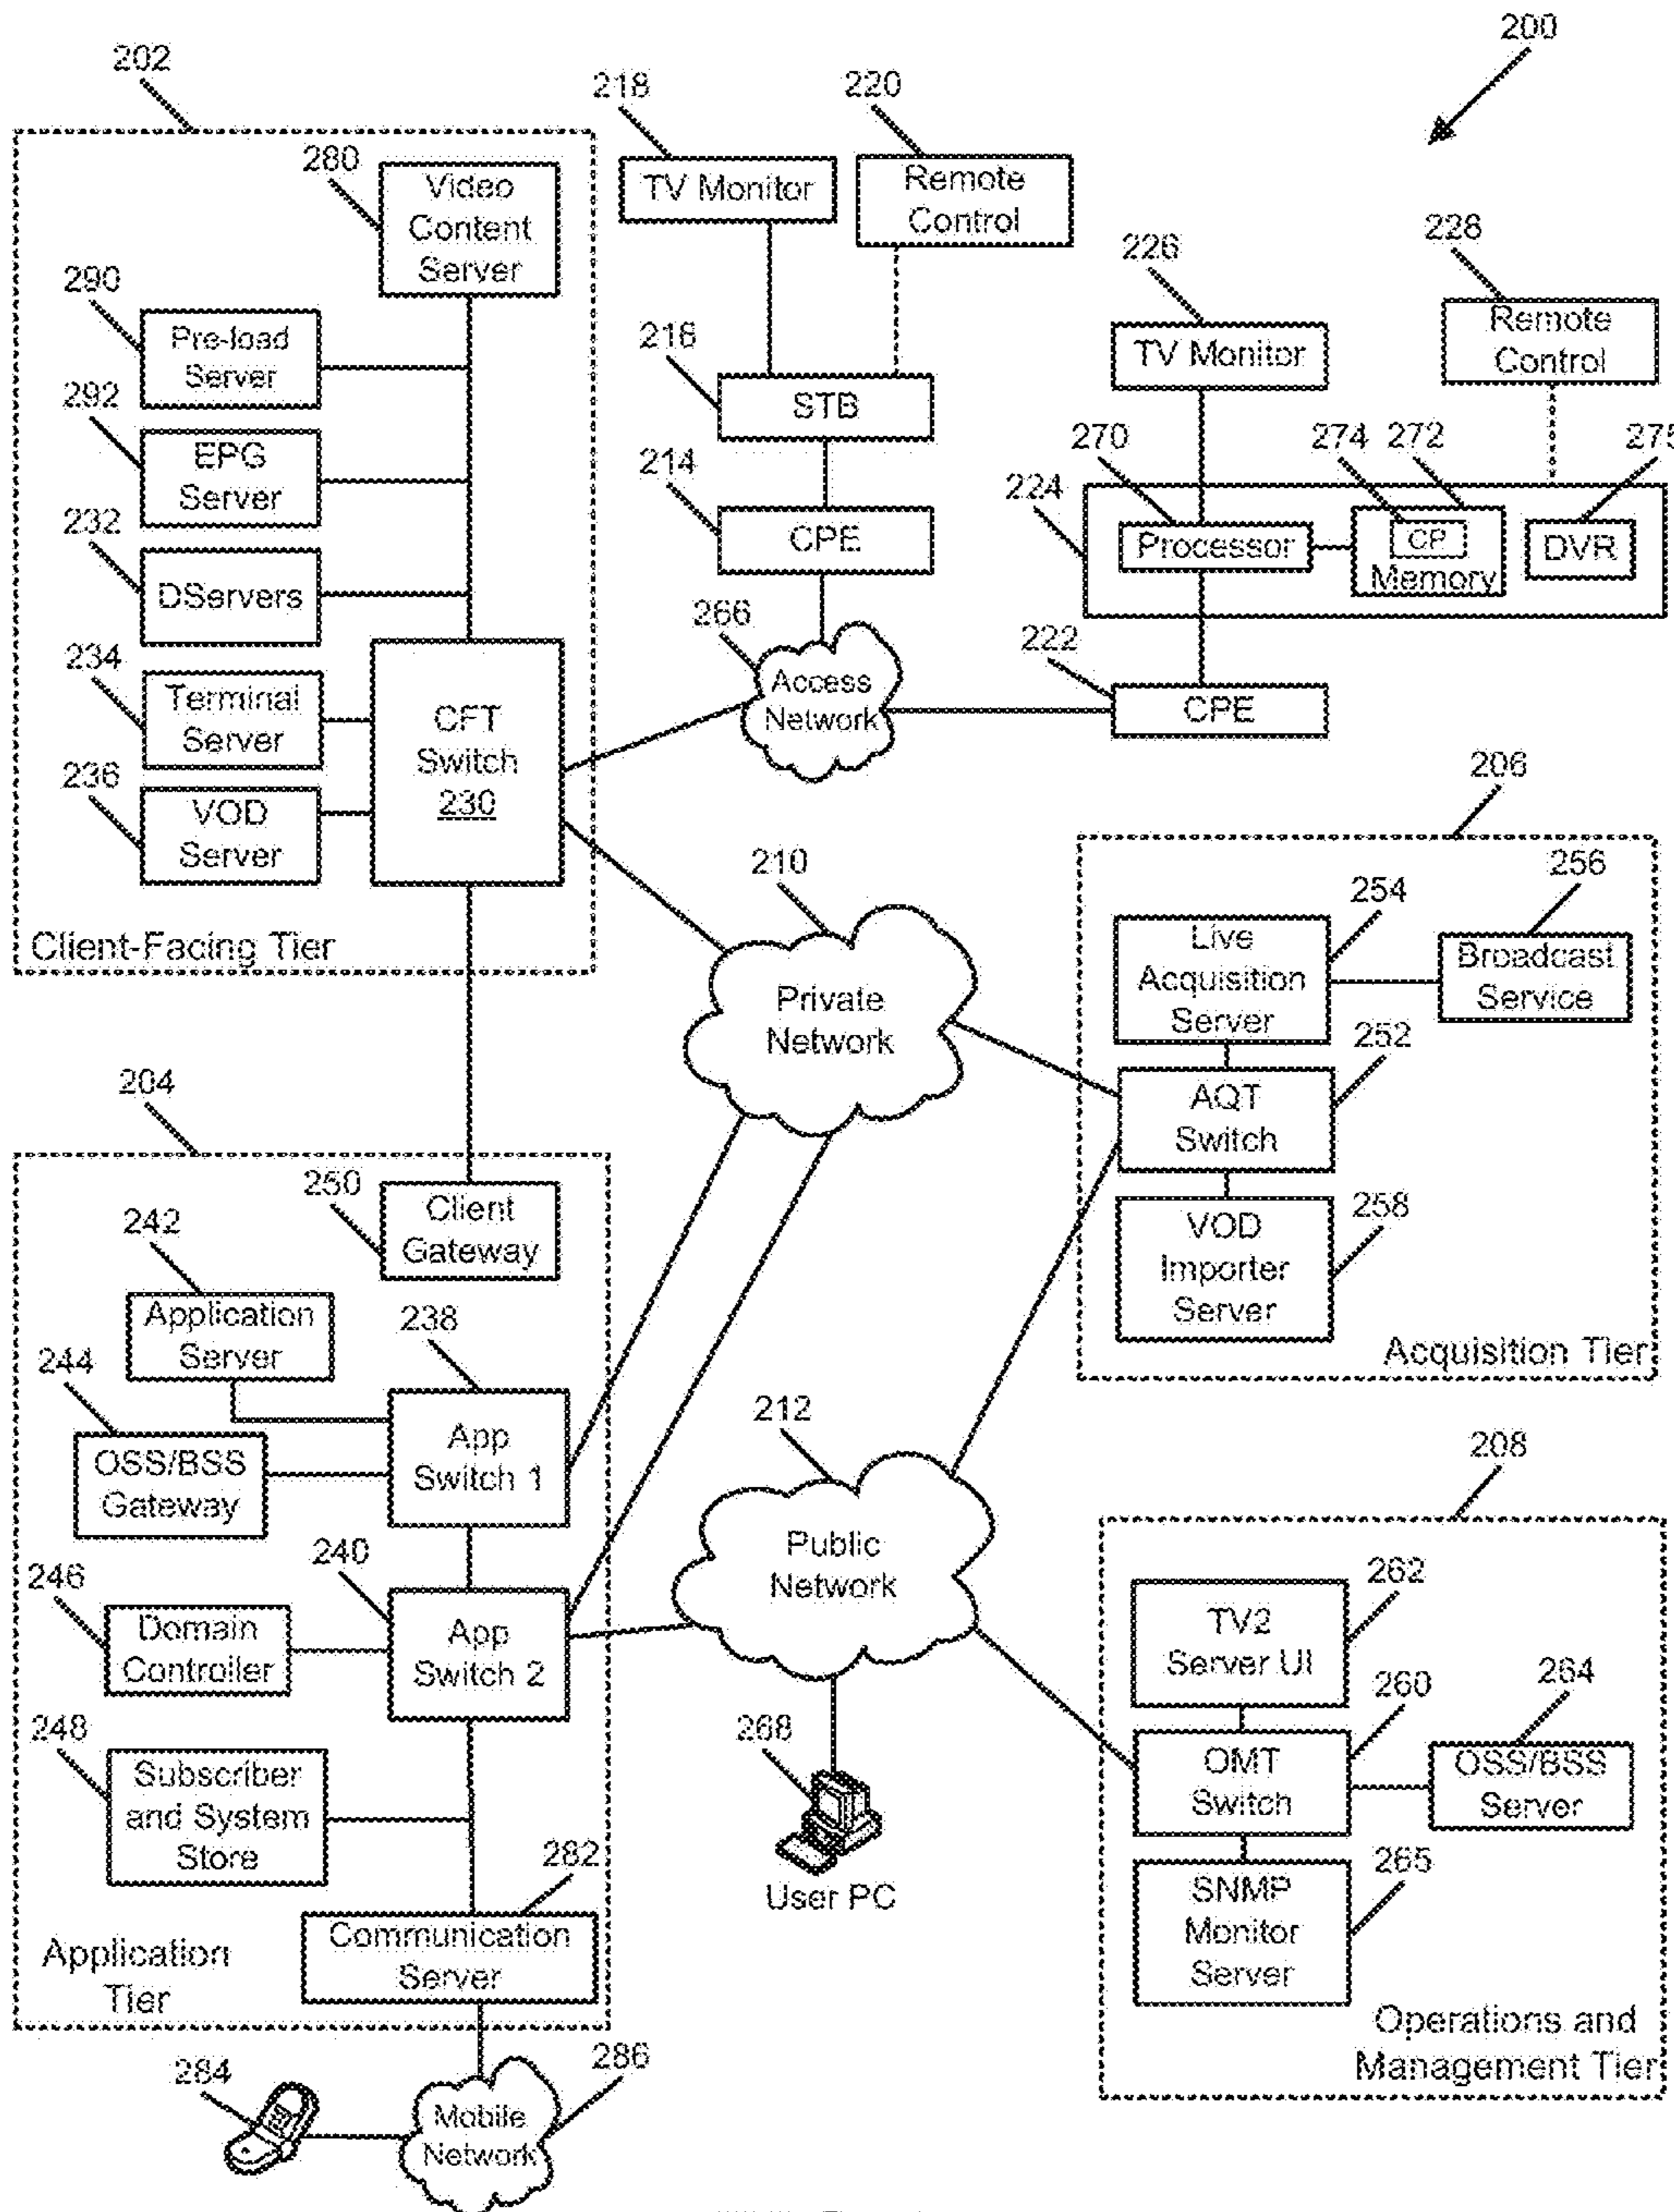 200
202
218
220
280
Video
Content
Server
TV Monitor
Remote
Control
290
Pre-load
Server
226
228
TV Monitor
Remote
Control
216
STB
292
EPG
Server
270
274
272
275
214
CPE
224
Processor
CP
Memory
DVR
232
DServers
266
Access
Network
222
CPE
234
Terminal
Server
CFT
Switch
230
236
VOD
Server
Client-Facing Tier
206
210
Private
Network
254
256
Live
Acquisition
Server
Broadcast
Service
252
AQT
Switch
258
VOD
Importer
Server
Acquisition Tier
204
250
Client
Gateway
242
Application
Server
238
244
OSS/BSS
Gateway
App
Switch 1
212
Public
Network
208
240
246
Domain
Controller
App
Switch 2
262
TV2
Server UI
260
264
OMT
Switch
OSS/BSS
Server
248
Subscriber
and System
Store
268
User PC
282
265
SNMP
Monitor
Server
Communication
Server
Application
Tier
Operations and
Management Tier
284
286
Mobile
Network